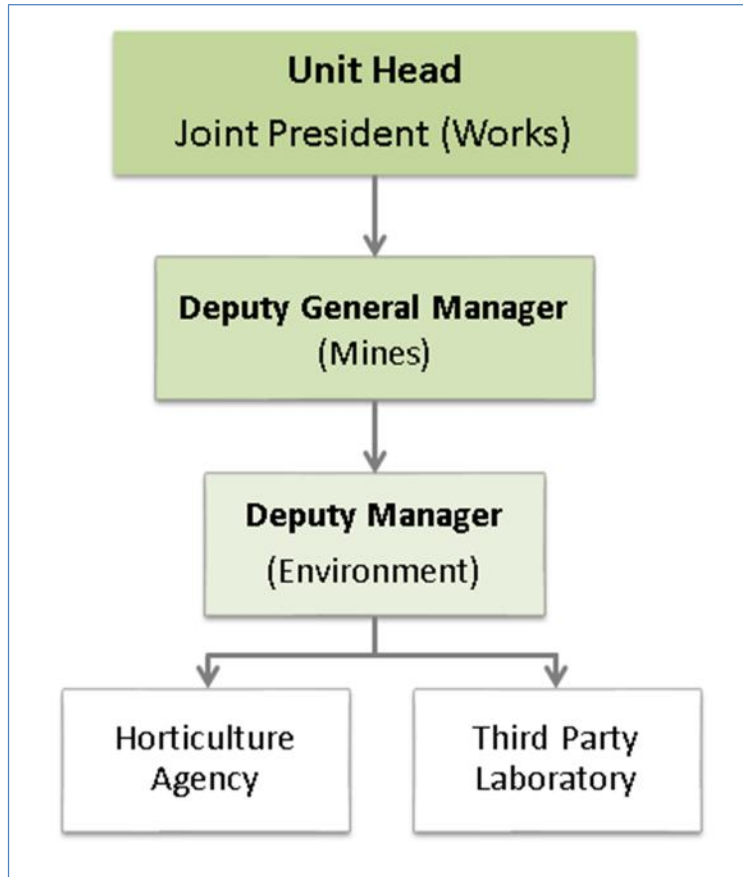 Unit Head
Joint President (Works)
Deputy General Manager
(Mines)
Deputy Manager
(Environment)
Horticulture
Agency
Third Party
Laboratory